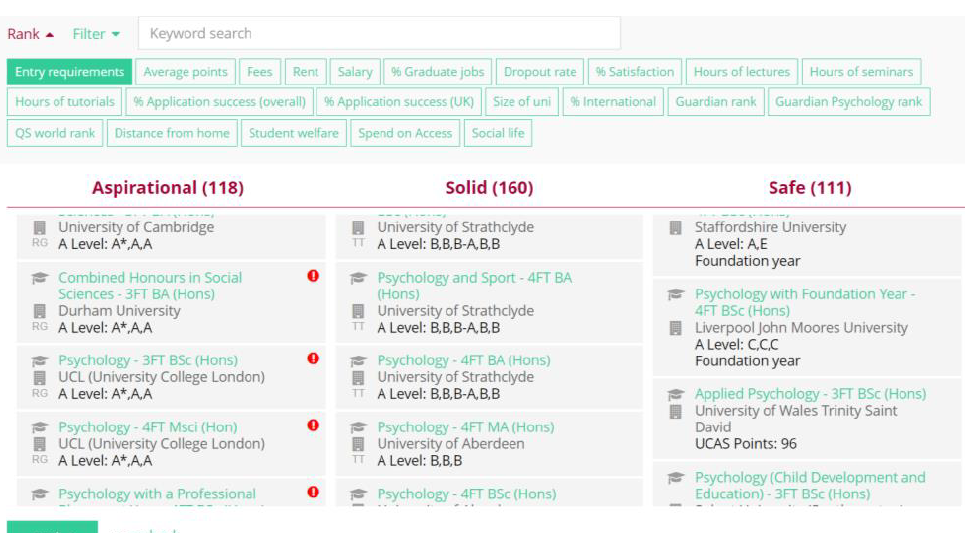 Rank Filter Keyword search
Entry requirements Average points Fees Rent Salary % Graduate jobs Dropout rate % Satisfaction Hours of lectures Hours of seminars
Hours of tutorials % Application success (overall) % Application success (UK) Size of uni % International Guardian rank Guardian Psychology rank
QS world rank Distance from home Student welfare Spend on Access Social life
Aspirational (118)
University of Cambridge
RG A Level: A*,A,A
Combined Honours in Social
Sciences - 3FT BA (Hons)
Durham University
RG A Level: A*,A,A
Psychology - 3FT BSc (Hons)
UCL (University College London)
RG A Level: A*,A,A
Psychology - 4FT Msci (Hon)
UCL (University College London)
RG A Level: A*,A,A
Psychology with a Professional
Solid (160)
University of Strathclyde
TT A Level: B,B,B-A,B,B
Psychology and Sport - 4FT BA
(Hons)
University of Strathclyde
TT A Level: B,B,B-A,B,B
Psychology - 4FT BA (Hons)
University of Strathclyde
TT A Level: B,B,B-A,B,B
Psychology - 4FT MA (Hons)
University of Aberdeen
TT A Level: B,B,B
Psychology - 4FT BSc (Hons)
Safe (111)
Staffordshire University
A Level: A,E
Foundation year
Psychology with Foundation Year -
4FT BSc (Hons)
Liverpool John Moores University
A Level: C,C,C
Foundation year
Applied Psychology - 3FT BSc (Hons)
University of Wales Trinity Saint
David
UCAS Points: 96
Psychology (Child Development and
Education) - 3FT BSc (Hons)